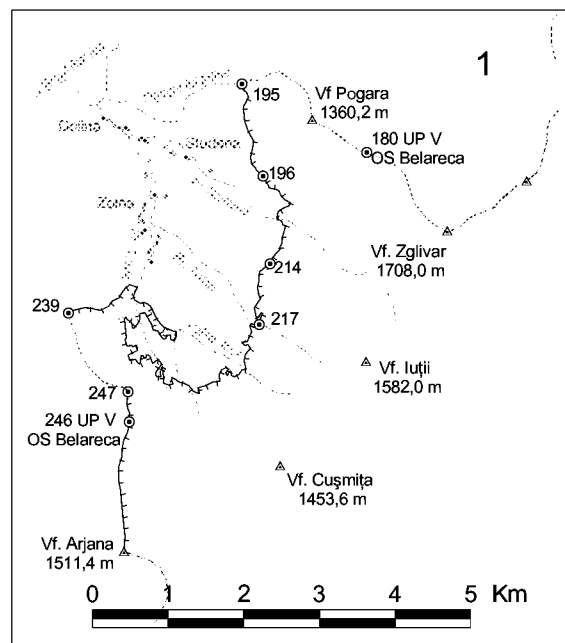 1
195
Vf Pogara
1360,2 m
180 UP V
OS Belareca
196
Vf. Zglivar
1708,0 m
214
239
217
Vf. Iuții
1582,0 m
247
246 UP V
OS Belareca
Vf. Cușmița
1453,6 m
Vf. Arjana
1511,4 m
0 1 2 3 4 5 Km